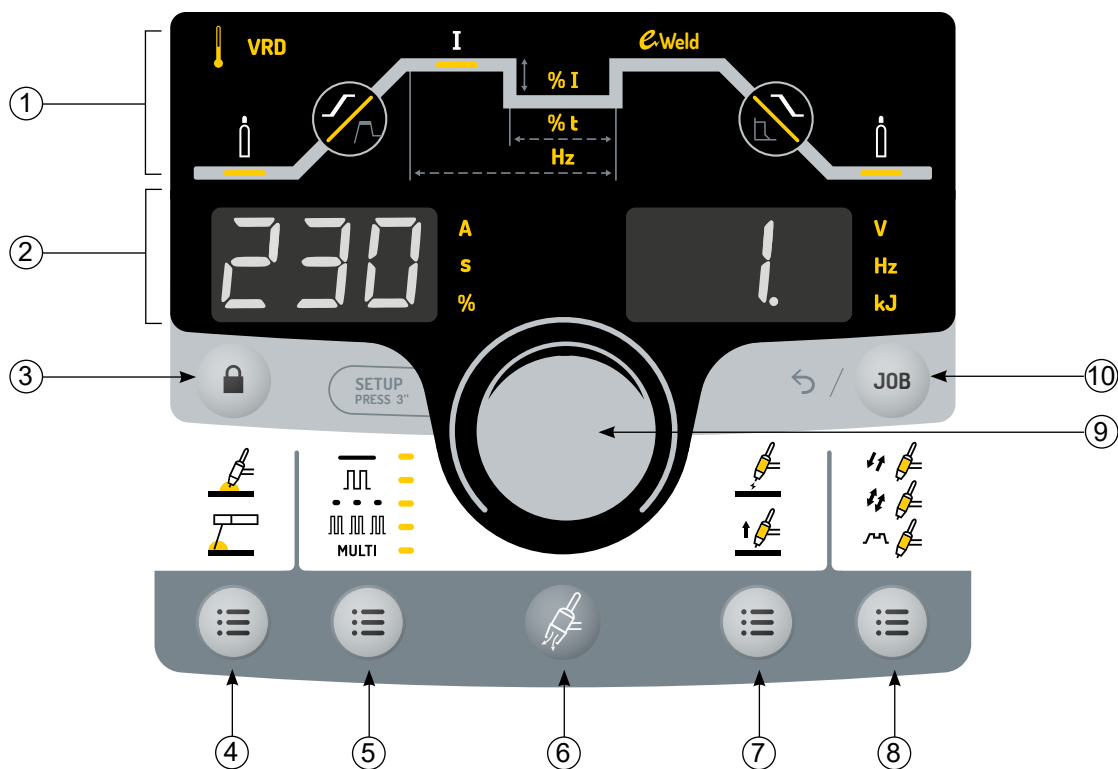 VRD
I
eWeld
% I
% t
Hz
1
2
230
A
s
%
1.
V
Hz
kJ
3
SETUP
PRESS 3"
JOB
10
9
MULTI
4
5
6
7
8